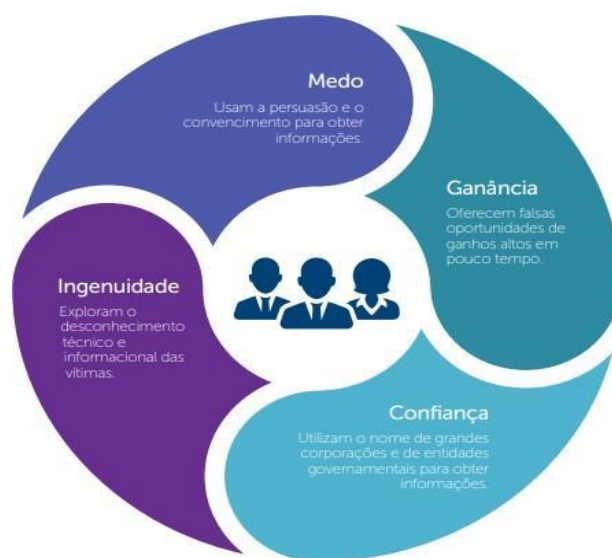 Medo
Usam a persuasão e o
convencimento para obter
informações.
Ganância
Oferecem falsas
oportunidades de
ganhos altos em
pouco tempo.
Ingenuidade
Exploram o
desconhecimento
técnico e
informacional das
vítimas.
Confiança
Utilizam o nome de grandes
corporações e de entidades
governamentais para obter
informações.